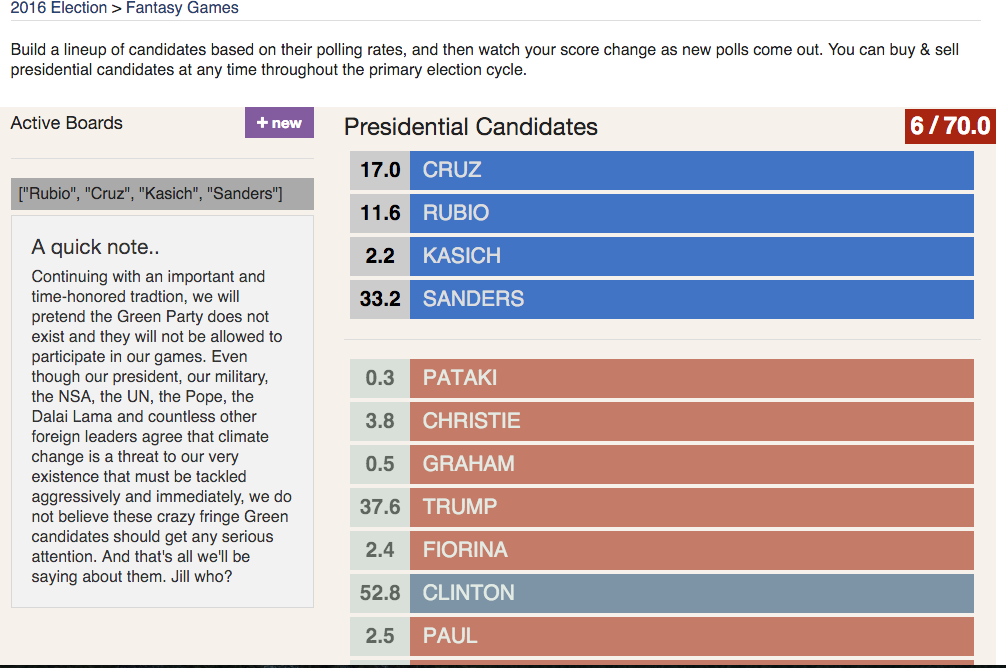 2016 Election > Fantasy Games
Build a lineup of candidates based on their polling rates, and then watch your score change as new polls come out. You can buy & sell
presidential candidates at any time throughout the primary election cycle.
Active Boards
+ new
["Rubio", "Cruz", "Kasich", "Sanders"]
A quick note..
Continuing with an important and
time-honored tradtion, we will
pretend the Green Party does not
exist and they will not be allowed to
participate in our games. Even
though our president, our military,
the NSA, the UN, the Pope, the
Dalai Lama and countless other
foreign leaders agree that climate
change is a threat to our very
existence that must be tackled
aggressively and immediately, we do
not believe these crazy fringe Green
candidates should get any serious
attention. And that's all we'll be
saying about them. Jill who?
Presidential Candidates
6 / 70.0
17.0 CRUZ
11.6 RUBIO
2.2 KASICH
33.2 SANDERS
0.3 PATAKI
3.8 CHRISTIE
0.5 GRAHAM
37.6 TRUMP
2.4 FIORINA
52.8 CLINTON
2.5 PAUL